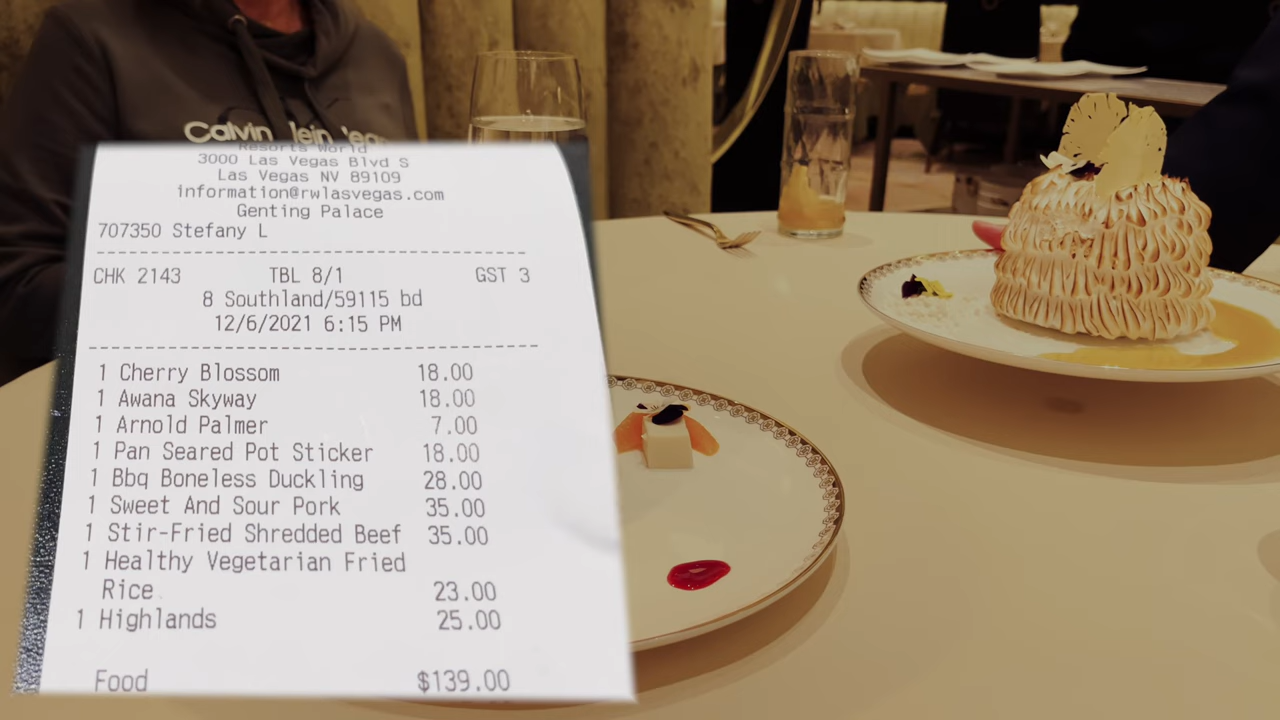 Calvin lein Jeans
Resorts World
3000 Las Vegas Blvd S
Las Vegas NV 89109
information@rwlasvegas.com
Genting Palace
707350 Stefany L
CHK 2143 TBL 8/1 GST 3
8 Southland/59115 bd
12/6/2021 6:15 PM
1 Cherry Blossom 18.00
1 Awana Skyway 18.00
1 Arnold Palmer 7.00
1 Pan Seared Pot Sticker 18.00
1 Bbq Boneless Duckling 28.00
1 Sweet And Sour Pork 35.00
1 Stir-Fried Shredded Beef 35.00
1 Healthy Vegetarian Fried
Rice 23.00
1 Highlands 25.00
Food $139.00